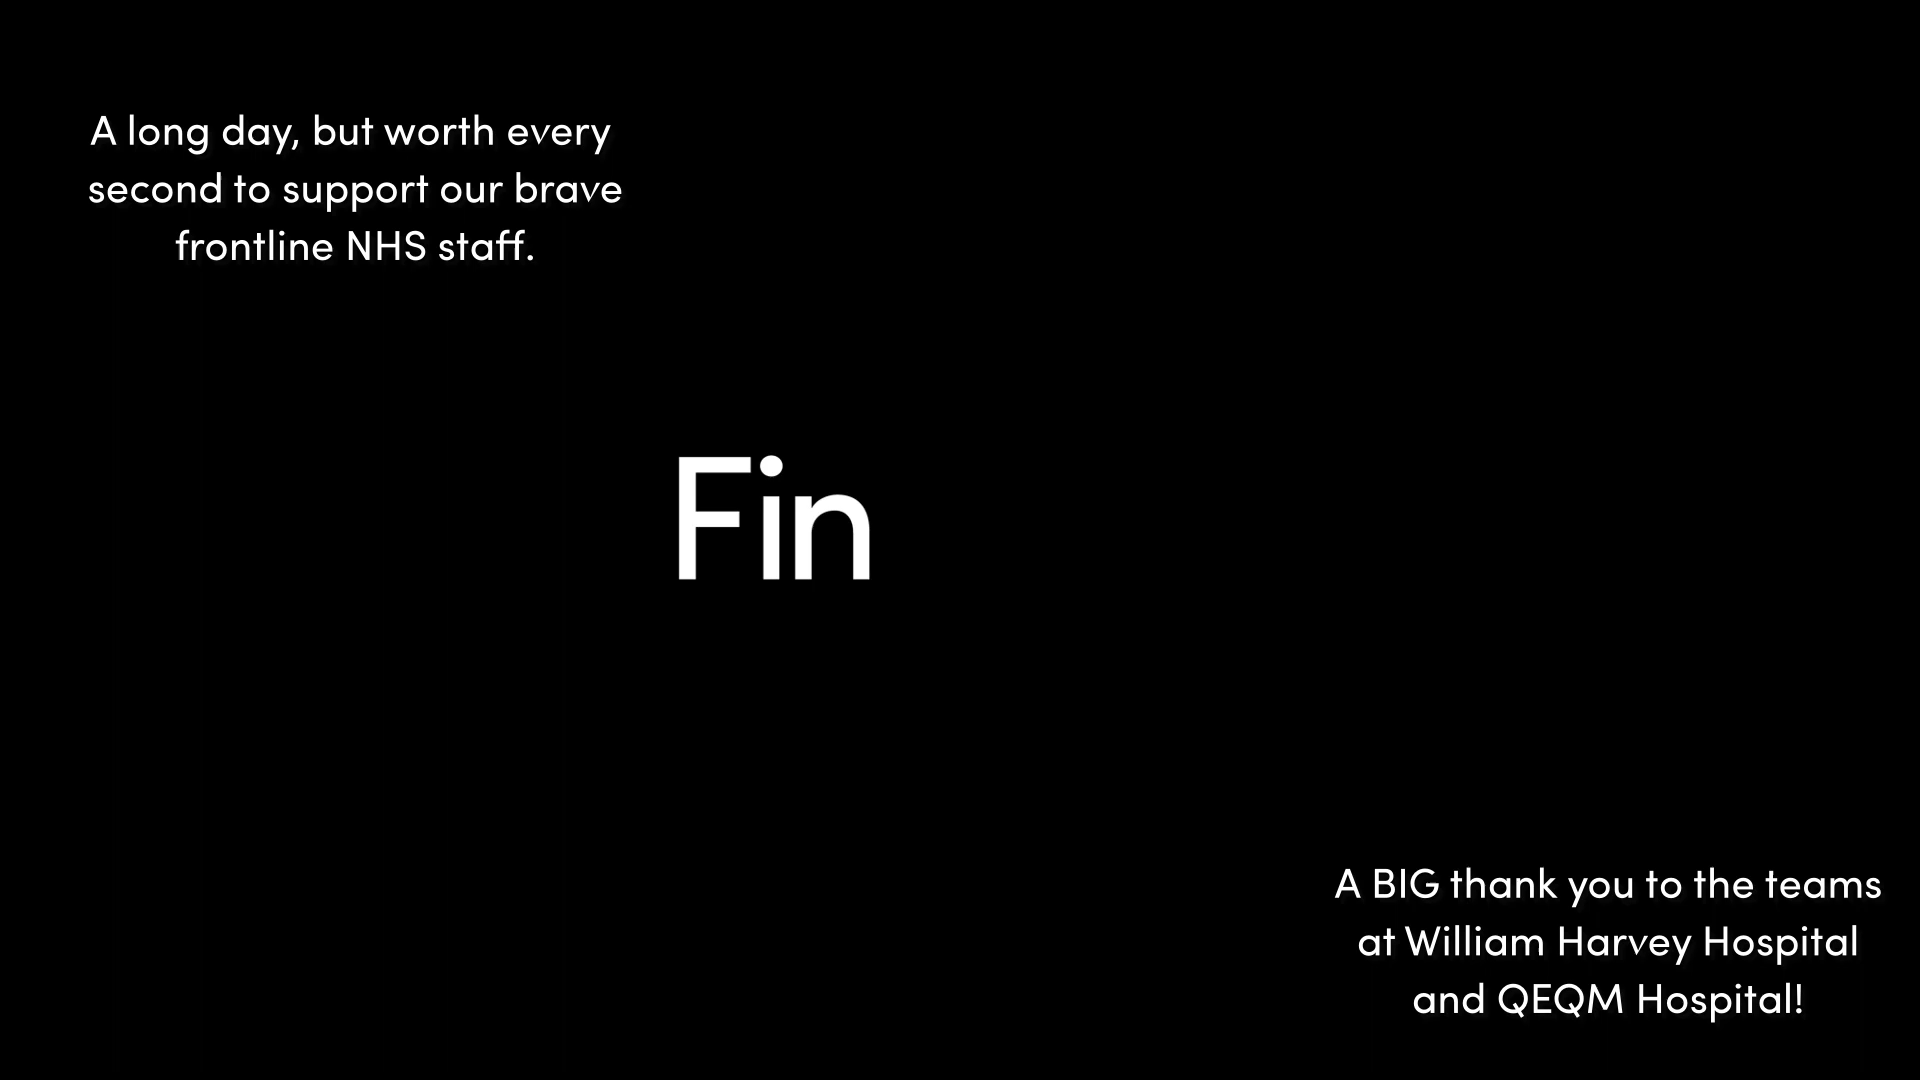 A long day, but worth every
second to support our brave
frontline NHS staff.
Fin
A BIG thank you to the teams
at William Harvey Hospital
and QEQM Hospital!